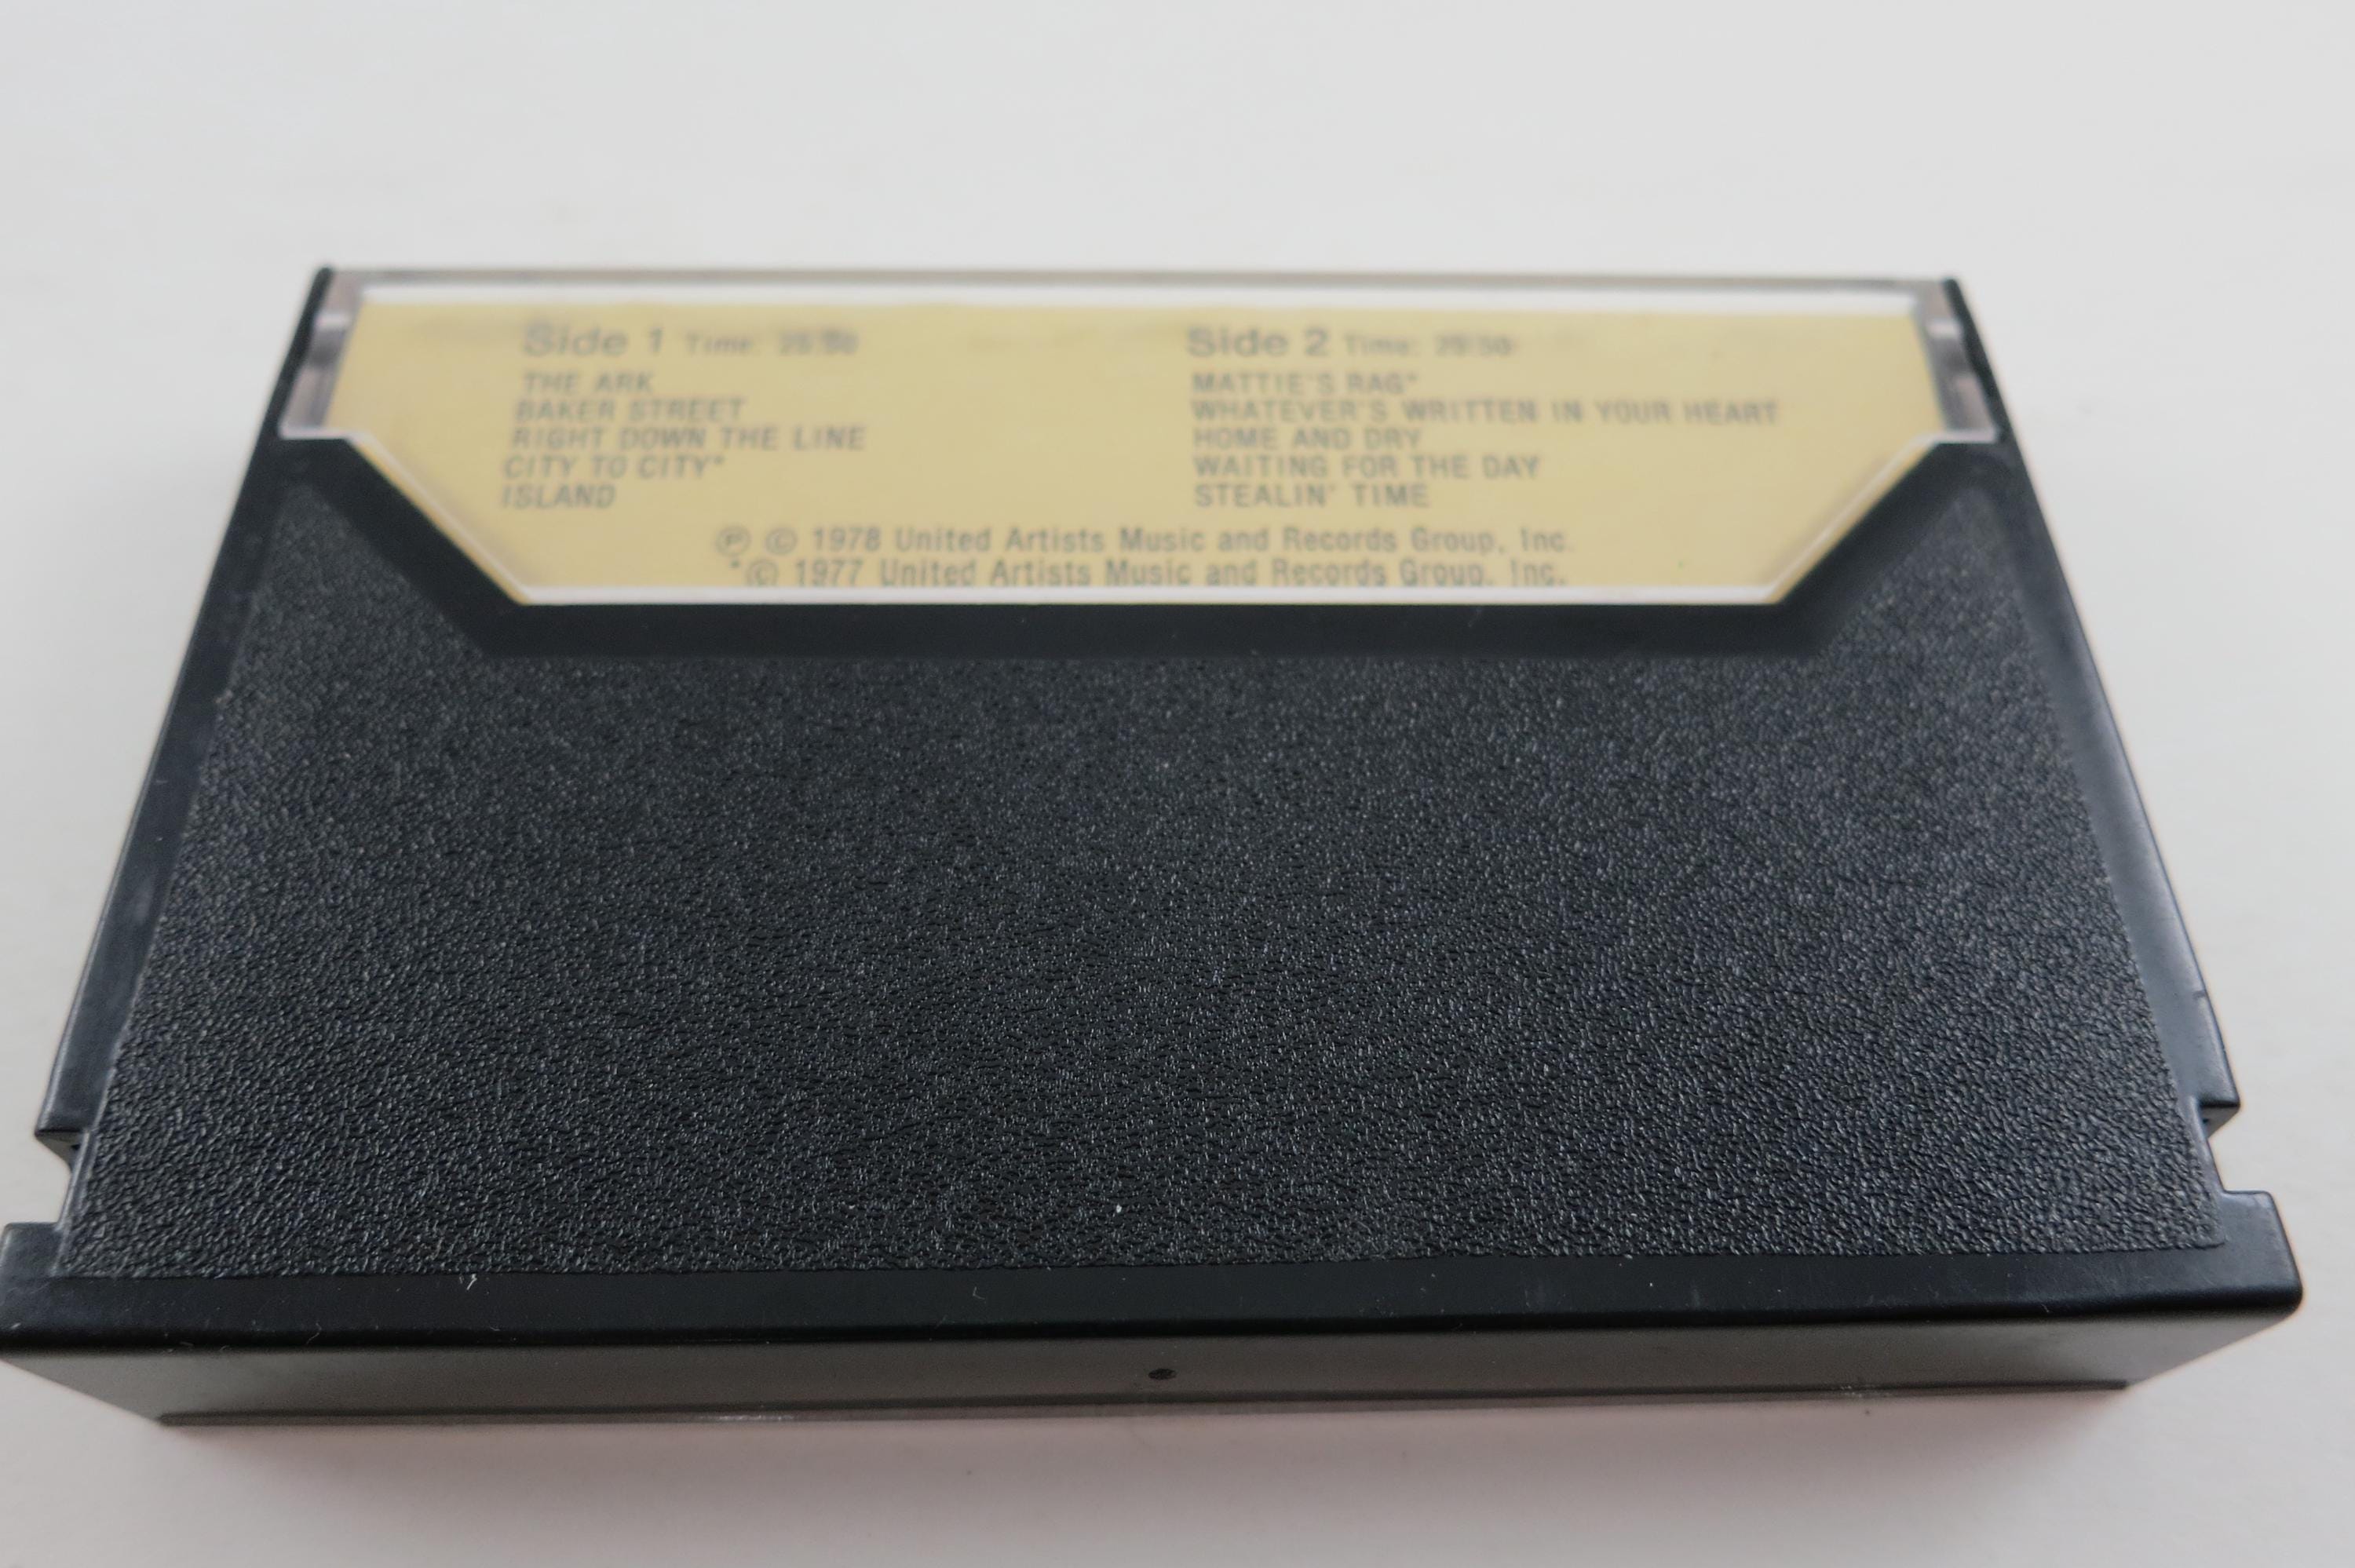 Side 1 Time:
THE ARK
BAKER STREET
RIGHT DOWN THE LINE
CITY TO CITY*
ISLAND
Side 2 Time:
MATTIE'S RAG*
WHATEVER'S WRITTEN IN YOUR HEART
HOME AND DRY
WAITING FOR THE DAY
STEALIN' TIME
Ⓟ © 1978 United Artists Music and Records Group, Inc.
*© 1977 United Artists Music and Records Group, Inc.